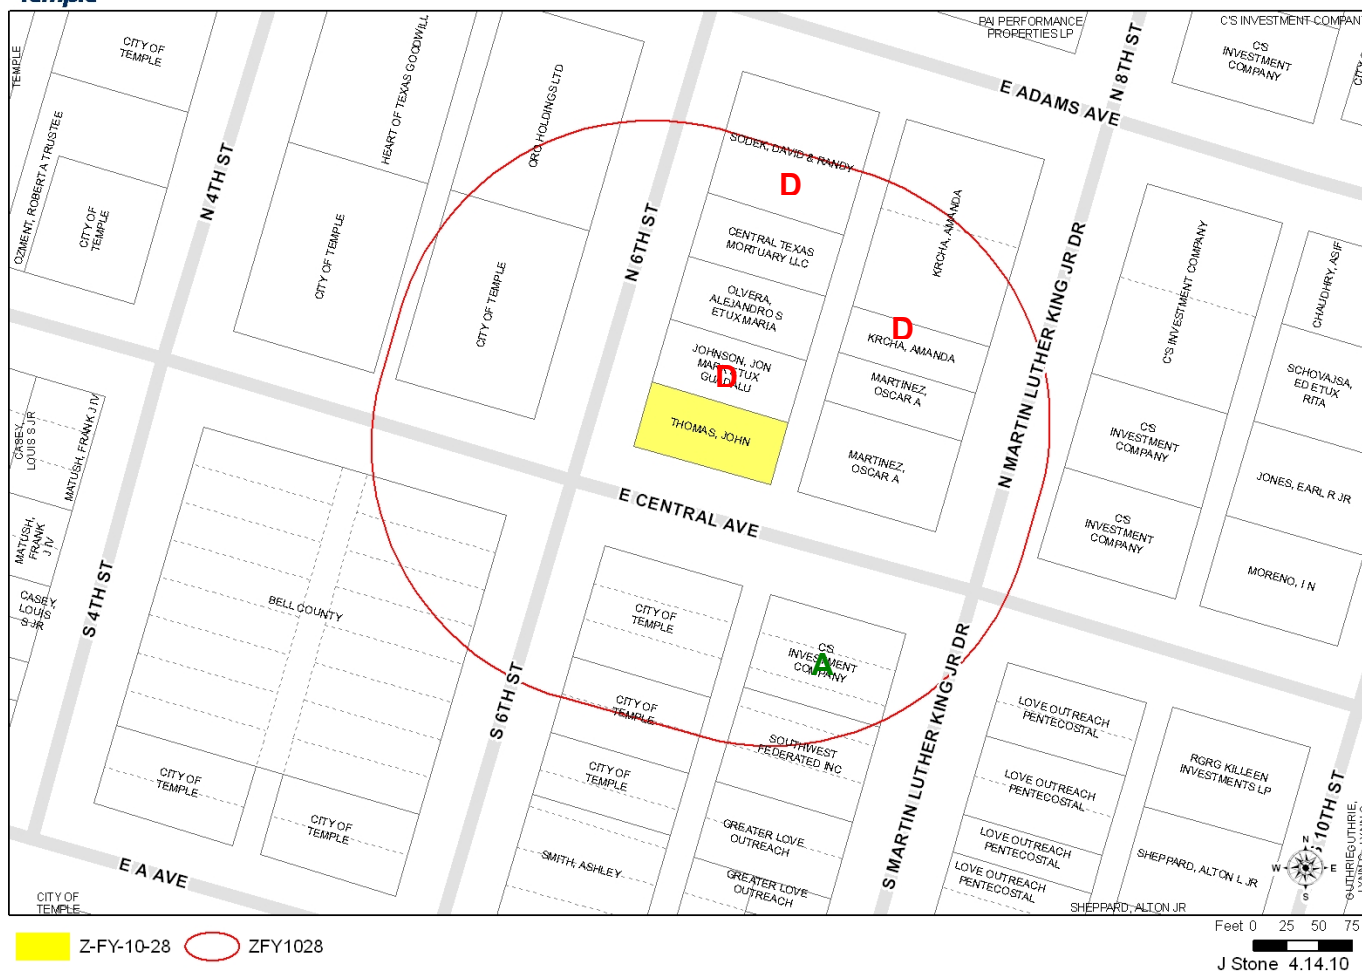 Temple
PAI PERFORMANCE
PROPERTIES LP
C'S INVESTMENT COMPANY
C'S
INVESTMENT
COMPANY
CITY OF
TEMPLE
TEMPLE
HEART OF TEXAS GOODWILL
ORO HOLDINGS LTD
N 8TH ST
E ADAMS AVE
OZMENT, ROBERT A TRUSTEE
CITY OF
TEMPLE
N 4TH ST
CITY OF TEMPLE
CITY OF TEMPLE
N 6TH ST
SODEK, DAVID & RANDY
D
CENTRAL TEXAS
MORTUARY LLC
OLVERA,
ALEJANDRO S
ETUX MARIA
JOHNSON, JON
D
THOMAS, JOHN
KRCHA, AMANDA
D
KRCHA, AMANDA
MARTINEZ,
OSCAR A
MARTINEZ,
OSCAR A
N MARTIN LUTHER KING JR DR
C'S INVESTMENT COMPANY
C'S
INVESTMENT
COMPANY
C'S
INVESTMENT
COMPANY
CHAUDHRY, ASIF
SCHOVAJSA,
ED ETUX
RITA
JONES, EARL R JR
MORENO, I N
CASEY,
LOUIS S JR
MATUSH, FRANK J IV
MATUSH,
FRANK
J IV
CASEY,
LOUIS
S JR
S 4TH ST
BELL COUNTY
E CENTRAL AVE
S 6TH ST
CITY OF
TEMPLE
CITY OF
TEMPLE
CITY OF
TEMPLE
SMITH, ASHLEY
C'S
INVESTMENT
COMPANY
A
SOUTHWEST
FEDERATED INC
GREATER LOVE
OUTREACH
GREATER LOVE
OUTREACH
S MARTIN LUTHER KING JR DR
LOVE OUTREACH
PENTECOSTAL
LOVE OUTREACH
PENTECOSTAL
LOVE OUTREACH
PENTECOSTAL
LOVE OUTREACH
PENTECOSTAL
RGRG KILLEEN
INVESTMENTS LP
SHEPPARD, ALTON L JR
SHEPPARD, ALTON JR
S 10TH ST
GUTHRIE
GUTHRIE,
N
W
E
S
CITY OF
TEMPLE
CITY OF
TEMPLE
E A AVE
CITY OF
TEMPLE
Z-FY-10-28
ZFY1028
Feet 0 25 50 75
J Stone 4.14.10